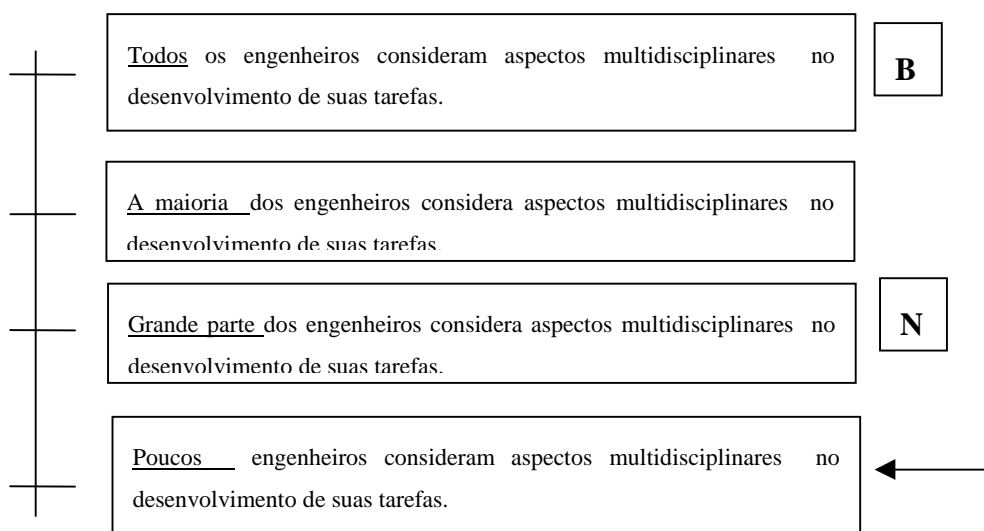 Todos os engenheiros consideram aspectos multidisciplinares no
desenvolvimento de suas tarefas.
B
A maioria dos engenheiros considera aspectos multidisciplinares no
desenvolvimento de suas tarefas.
Grande parte dos engenheiros considera aspectos multidisciplinares no
desenvolvimento de suas tarefas.
N
Poucos engenheiros consideram aspectos multidisciplinares no
desenvolvimento de suas tarefas.